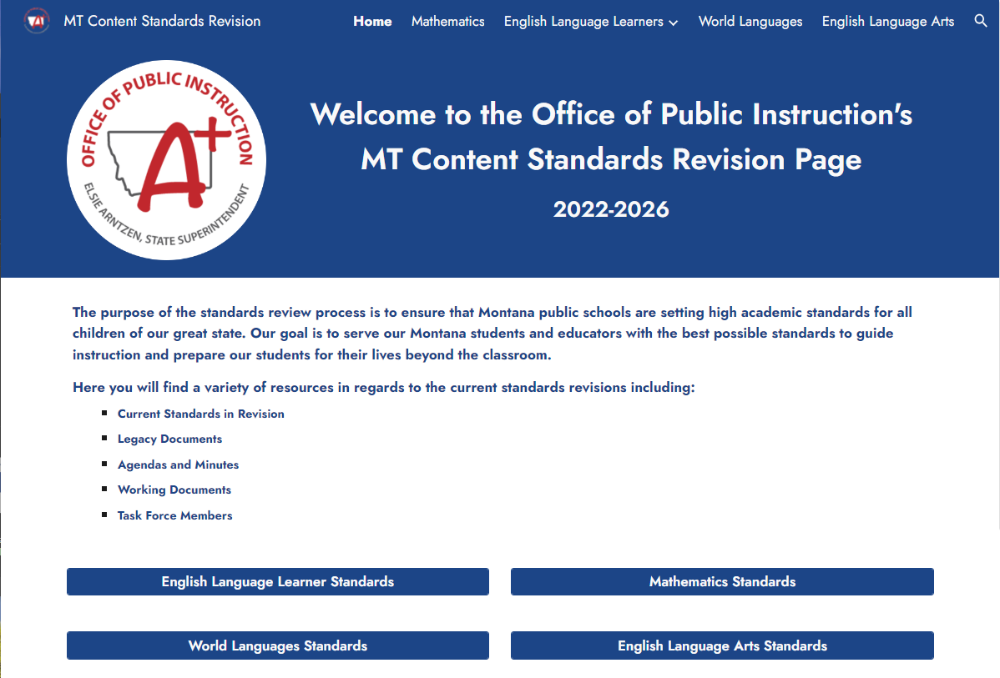 MT Content Standards Revision
Home Mathematics English Language Learners World Languages English Language Arts
OFFICE OF PUBLIC INSTRUCTION
A+
ELSIE ARNTZEN, STATE SUPERINTENDENT
Welcome to the Office of Public Instruction's
MT Content Standards Revision Page
2022-2026
The purpose of the standards review process is to ensure that Montana public schools are setting high academic standards for all
children of our great state. Our goal is to serve our Montana students and educators with the best possible standards to guide
instruction and prepare our students for their lives beyond the classroom.
Here you will find a variety of resources in regards to the current standards revisions including:
Current Standards in Revision
Legacy Documents
Agendas and Minutes
Working Documents
Task Force Members
English Language Learner Standards
Mathematics Standards
World Languages Standards
English Language Arts Standards